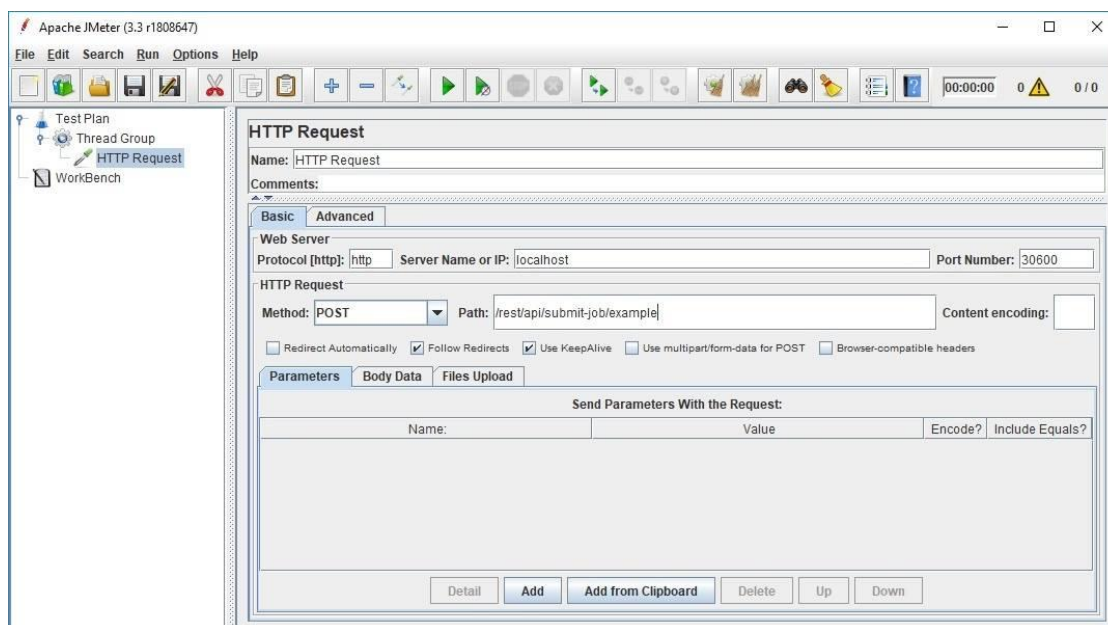 Apache JMeter (3.3 r1808647)
File Edit Search Run Options Help
00:00:00 0 0 / 0
Test Plan
Thread Group
HTTP Request
WorkBench
HTTP Request
Name: HTTP Request
Comments:
Basic Advanced
Web Server
Protocol [http]: http Server Name or IP: localhost Port Number: 30600
HTTP Request
Method: POST Path: /rest/api/submit-job/example Content encoding:
Redirect Automatically Follow Redirects Use KeepAlive Use multipart/form-data for POST Browser-compatible headers
Parameters Body Data Files Upload
Send Parameters With the Request:
Name: Value Encode? Include Equals?
Detail Add Add from Clipboard Delete Up Down